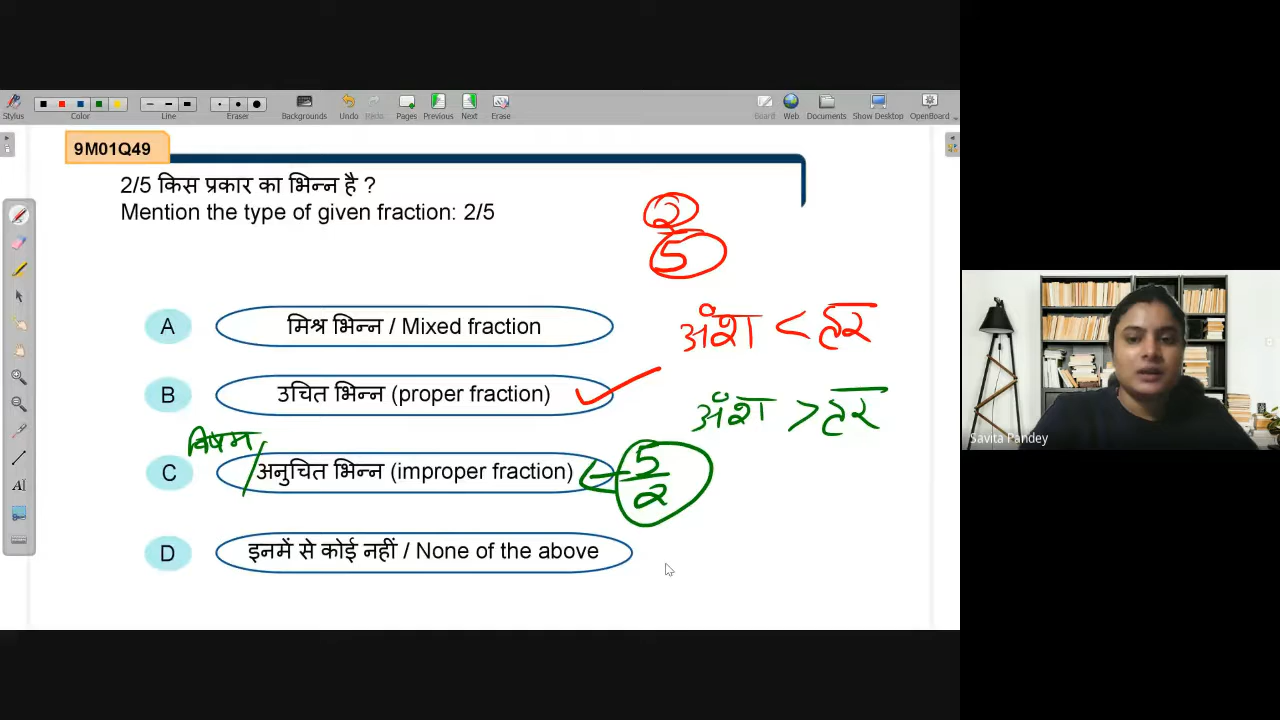 Stylus
Color
Line
Eraser
Backgrounds
Undo
Redo
Pages
Previous
Next
Erase
Board
Web
Documents
Show Desktop
OpenBoard
9M01Q49
2/5 किस प्रकार का भिन्न है ?
Mention the type of given fraction: 2/5
2
5
A
मिश्र भिन्न / Mixed fraction
अंश < हर
B
उचित भिन्न (proper fraction)
अंश > हर
विषम /
C
अनुचित भिन्न (improper fraction)
5
2
D
इनमें से कोई नहीं / None of the above
Savita Pandey